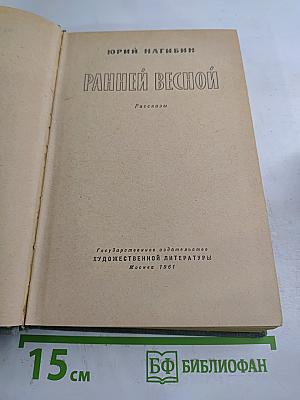 ЮРИЙ НАГИБИН
РАННЕЙ ВЕСНОЙ
Рассказы
Государственное издательство
ХУДОЖЕСТВЕННОЙ ЛИТЕРАТУРЫ
Москва 1961
15 см
БФ БИБЛИОФАН